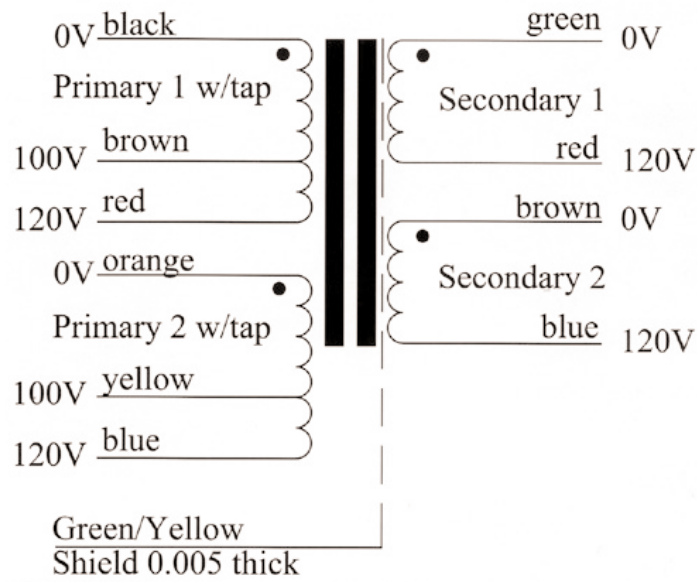 0V black
Primary 1 w/tap
100V brown
120V red
0V orange
Primary 2 w/tap
100V yellow
120V blue
Green/Yellow
Shield 0.005 thick
green 0V
Secondary 1
red 120V
brown 0V
Secondary 2
blue 120V